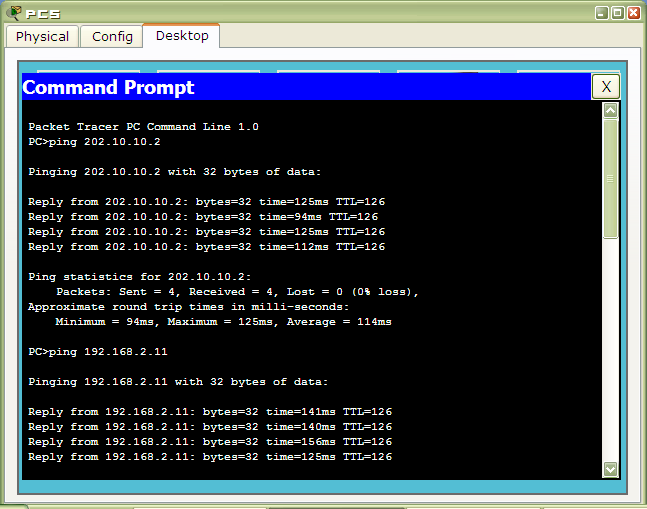 PC5
Physical
Config
Desktop
Command Prompt
X
Packet Tracer PC Command Line 1.0
PC>ping 202.10.10.2
Pinging 202.10.10.2 with 32 bytes of data:
Reply from 202.10.10.2: bytes=32 time=125ms TTL=126
Reply from 202.10.10.2: bytes=32 time=94ms TTL=126
Reply from 202.10.10.2: bytes=32 time=125ms TTL=126
Reply from 202.10.10.2: bytes=32 time=112ms TTL=126
Ping statistics for 202.10.10.2:
Packets: Sent = 4, Received = 4, Lost = 0 (0% loss),
Approximate round trip times in milli-seconds:
Minimum = 94ms, Maximum = 125ms, Average = 114ms
PC>ping 192.168.2.11
Pinging 192.168.2.11 with 32 bytes of data:
Reply from 192.168.2.11: bytes=32 time=141ms TTL=126
Reply from 192.168.2.11: bytes=32 time=140ms TTL=126
Reply from 192.168.2.11: bytes=32 time=156ms TTL=126
Reply from 192.168.2.11: bytes=32 time=125ms TTL=126